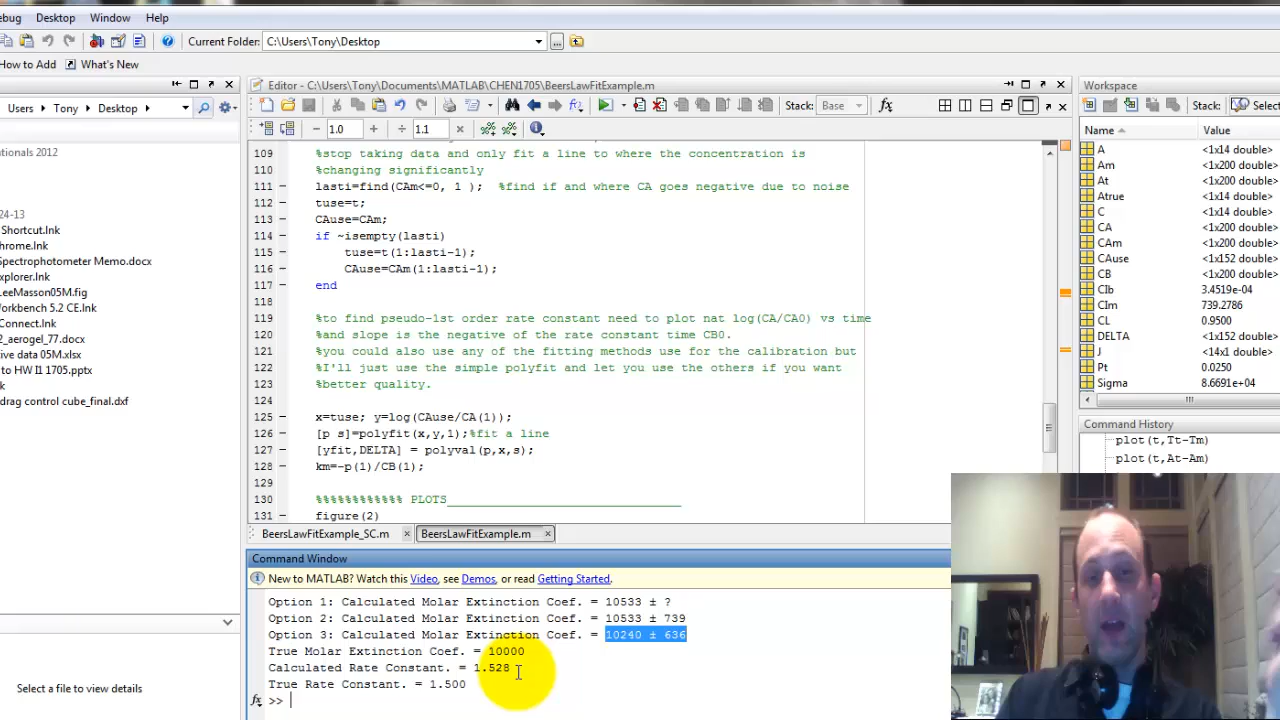 ebug Desktop Window Help
Current Folder: C:\Users\Tony\Desktop
How to Add What's New
Users Tony Desktop
ationals 2012
24-13
Shortcut.lnk
hrome.lnk
Spectrophotometer Memo.docx
xplorer.lnk
LeeMasson05M.fig
Workbench 5.2 CE.lnk
Connect.lnk
2_aerogel_77.docx
ive data 05M.xlsx
to HW I1 1705.pptx
k
drag control cube_final.dxf
Select a file to view details
Editor - C:\Users\Tony\Documents\MATLAB\CHEN1705\BeersLawFitExample.m
Stack: Base
1.0 1.1
109 %stop taking data and only fit a line to where the concentration is
110 %changing significantly
111 lasti=find(CAm<=0, 1 ); %find if and where CA goes negative due to noise
112 tuse=t;
113 CAuse=CAm;
114 if ~isempty(lasti)
115 tuse=t(1:lasti-1);
116 CAuse=CAm(1:lasti-1);
117 end
118
119 %to find pseudo-1st order rate constant need to plot nat log(CA/CA0) vs time
120 %and slope is the negative of the rate constant time CB0.
121 %you could also use any of the fitting methods use for the calibration but
122 %I'll just use the simple polyfit and let you use the others if you want
123 %better quality.
124
125 x=tuse; y=log(CAuse/CA(1));
126 [p s]=polyfit(x,y,1);%fit a line
127 [yfit,DELTA] = polyval(p,x,s);
128 km=-p(1)/CB(1);
129
130 %%%%%%%%%%%% PLOTS_____________________________
131 figure(2)
BeersLawFitExample_SC.m BeersLawFitExample.m
Command Window
New to MATLAB? Watch this Video, see Demos, or read Getting Started.
Option 1: Calculated Molar Extinction Coef. = 10533 ± ?
Option 2: Calculated Molar Extinction Coef. = 10533 ± 739
Option 3: Calculated Molar Extinction Coef. = 10240 ± 636
True Molar Extinction Coef. = 10000
Calculated Rate Constant. = 1.528
True Rate Constant. = 1.500
fx >>
Workspace
Stack: Selec
Name Value
A <1x14 double>
Am <1x200 double>
At <1x200 double>
Atrue <1x14 double>
C <1x14 double>
CA <1x200 double>
CAm <1x200 double>
CAuse <1x152 double>
CB <1x200 double>
CIb 3.4519e-04
CIm 739.2786
CL 0.9500
DELTA <1x152 double>
J <14x1 double>
Pt 0.0250
Sigma 8.6691e+04
Command History
plot(t,Tt-Tm)
plot(t,At-Am)